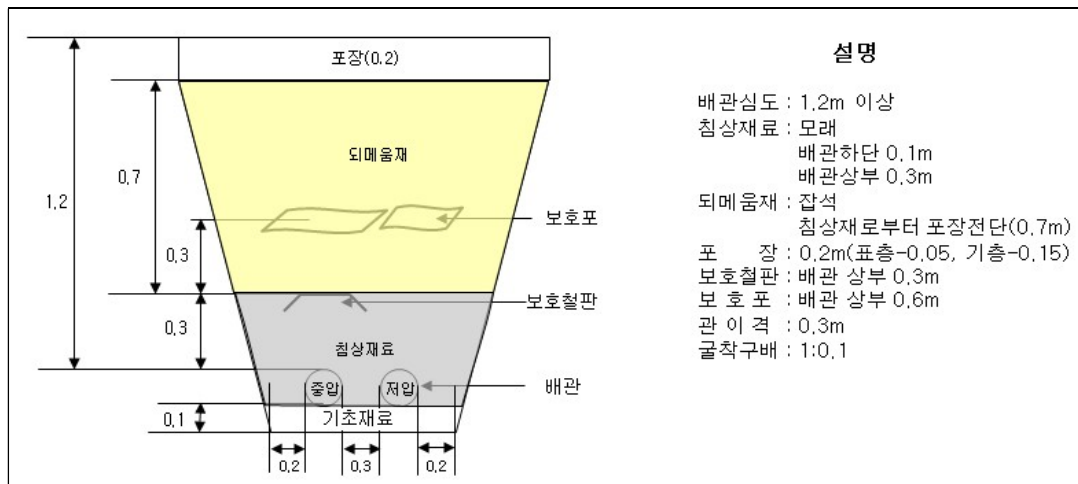 포장(0.2)
되메움재
0.7
1.2
보호포
0.3
보호철판
0.3
침상재료
중압
저압
배관
0.1
기초재료
0.2
0.3
0.2
설명
배관심도 : 1.2m 이상
침상재료 : 모래
배관하단 0.1m
배관상부 0.3m
되메움재 : 잡석
침상재로부터 포장전단(0.7m)
포 장 : 0.2m(표층-0.05, 기층-0.15)
보호철판 : 배관 상부 0.3m
보 호 포 : 배관 상부 0.6m
관 이 격 : 0.3m
굴착구배 : 1:0.1